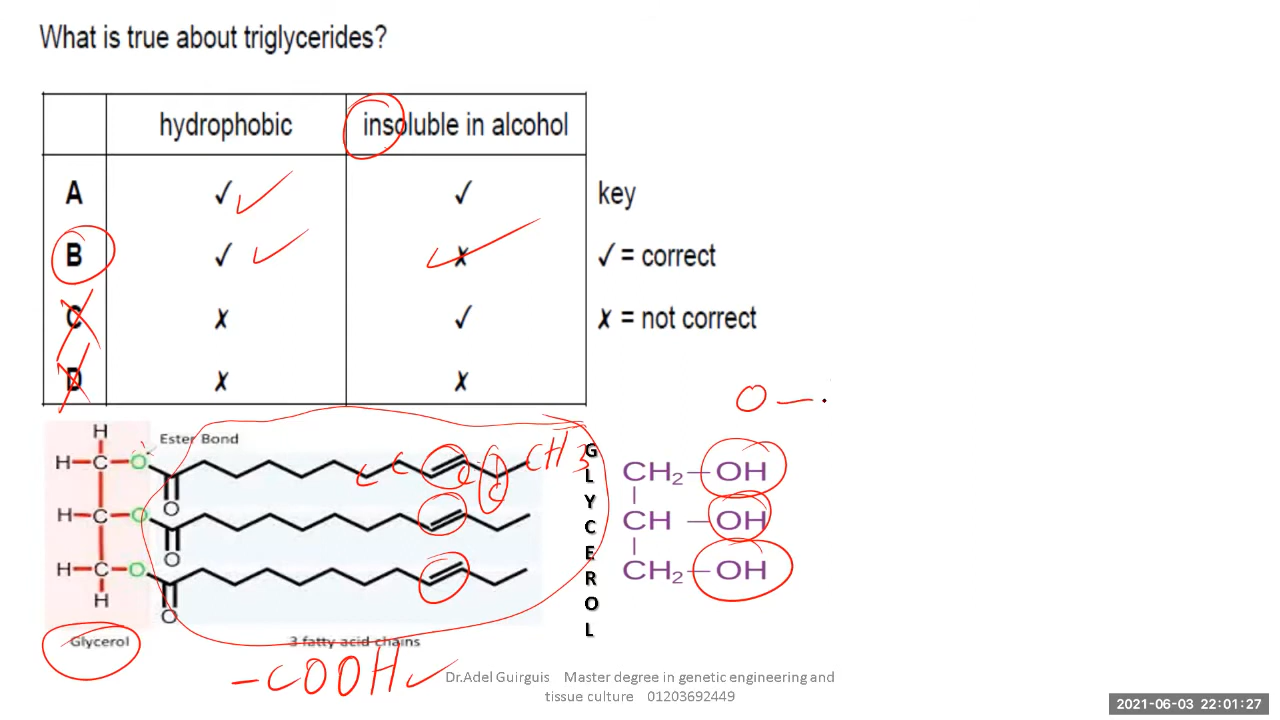 What is true about triglycerides?
hydrophobic insoluble in alcohol
A ✓ ✓ key
B ✓ ✗ ✓ = correct
C ✗ ✓ ✗ = not correct
D ✗ ✗
O —
H
Ester Bond
H C O
O
H C O
O
H C O
H
O
C C C C CH3
GLYCEROL
CH2 OH
CH OH
CH2 OH
Glycerol
3 fatty acid chains
-COOH
Dr.Adel Guirguis Master degree in genetic engineering and
tissue culture 01203692449
2021-06-03 22:01:27